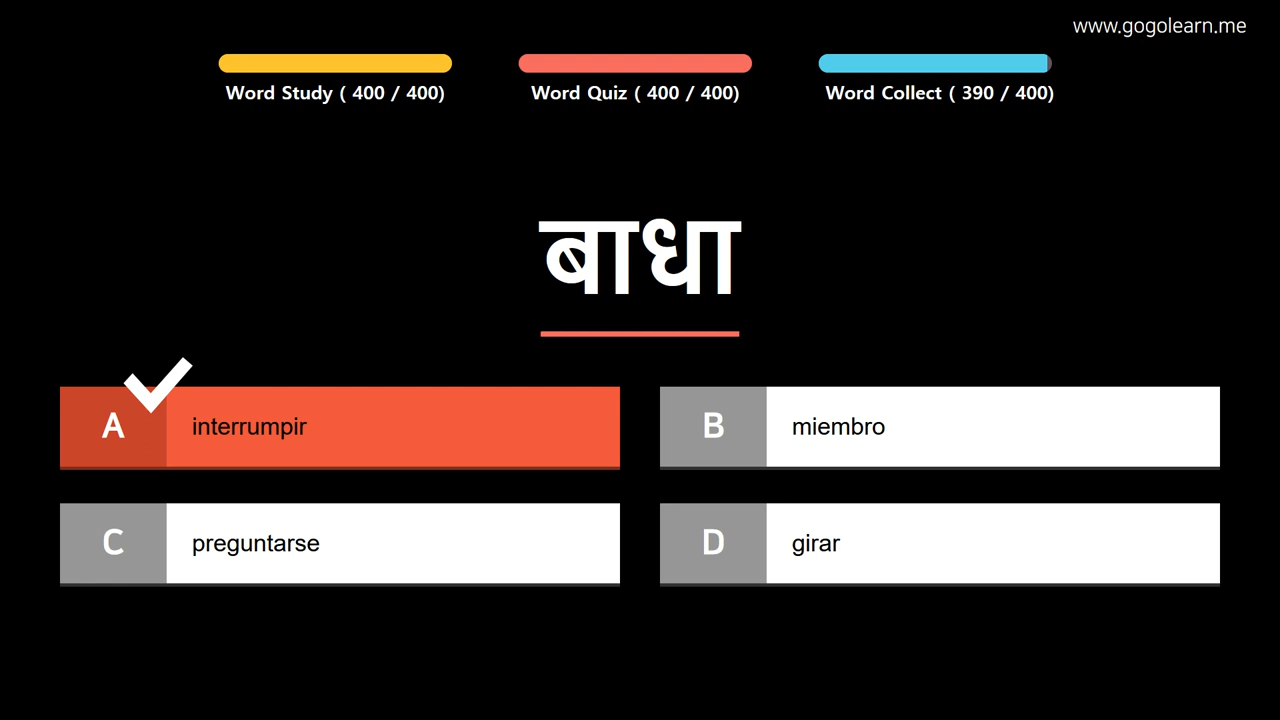 www.gogolearn.me
Word Study ( 400 / 400)
Word Quiz ( 400 / 400)
Word Collect ( 390 / 400)
बाधा
A interrumpir
B miembro
C preguntarse
D girar